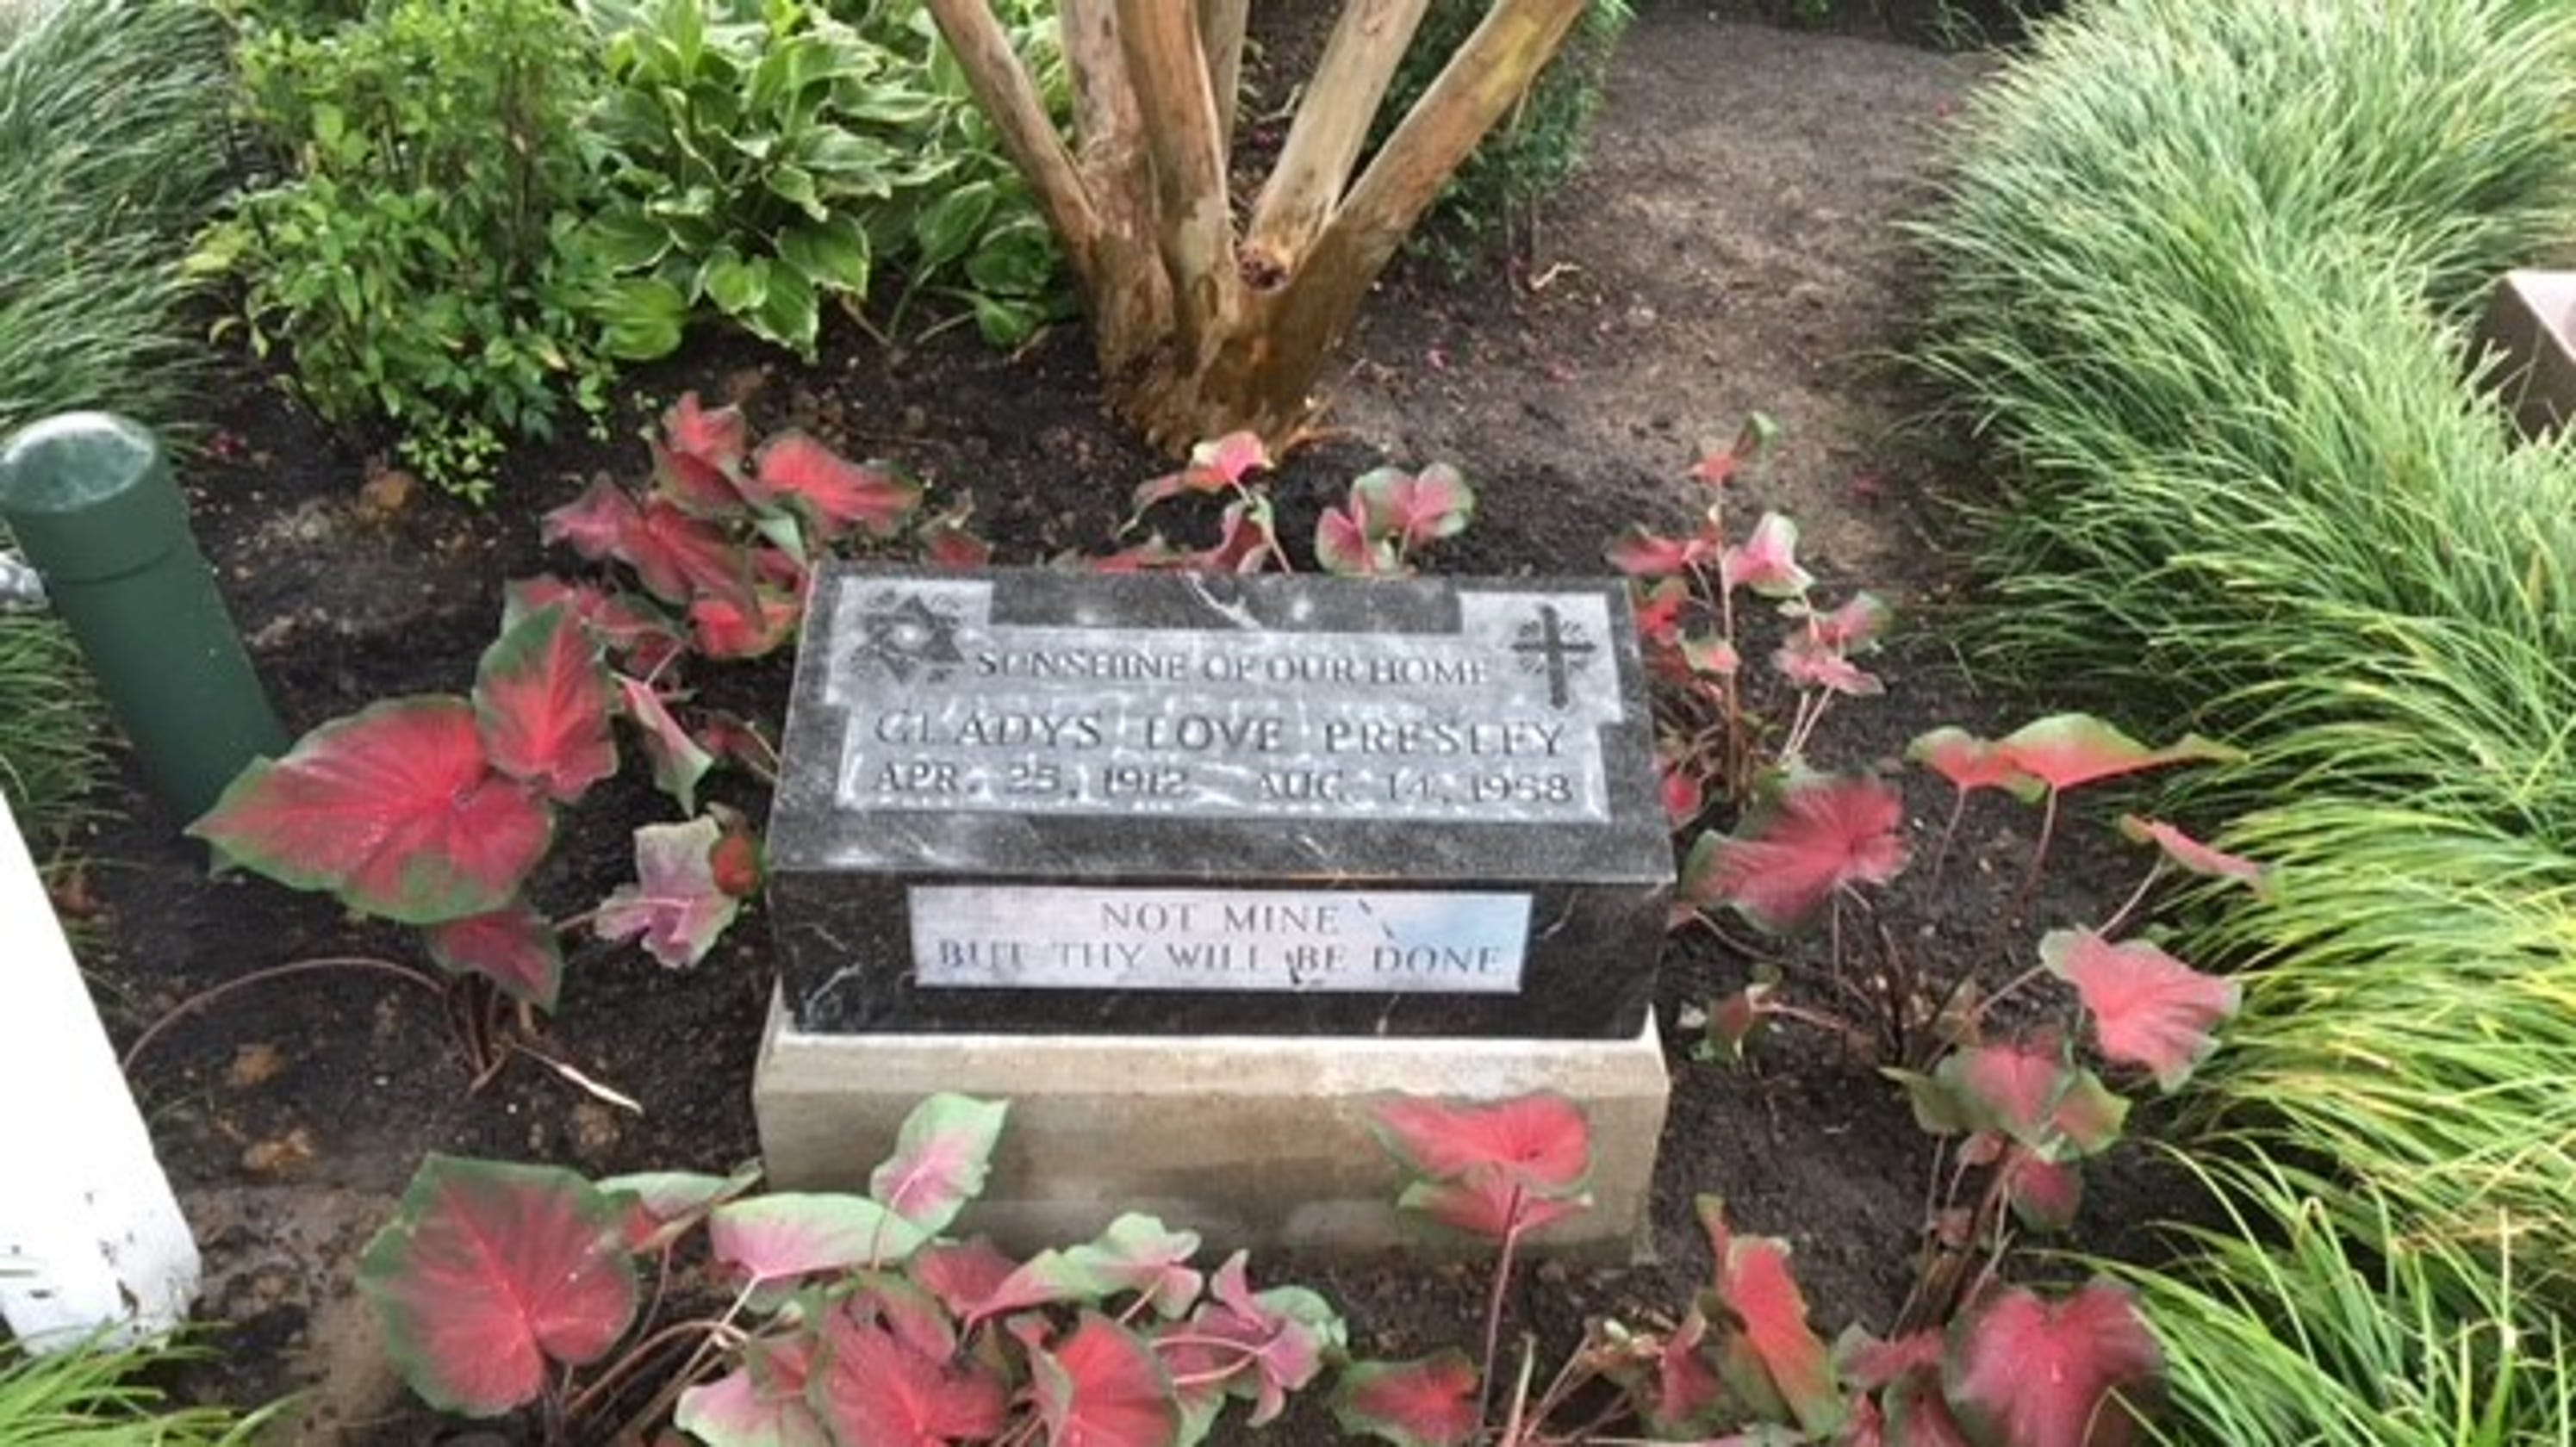 SUNSHINE OF OUR HOME
GLADYS LOVE PRESLEY
APR. 25, 1912 AUG. 14, 1958
NOT MINE
BUT THY WILL BE DONE